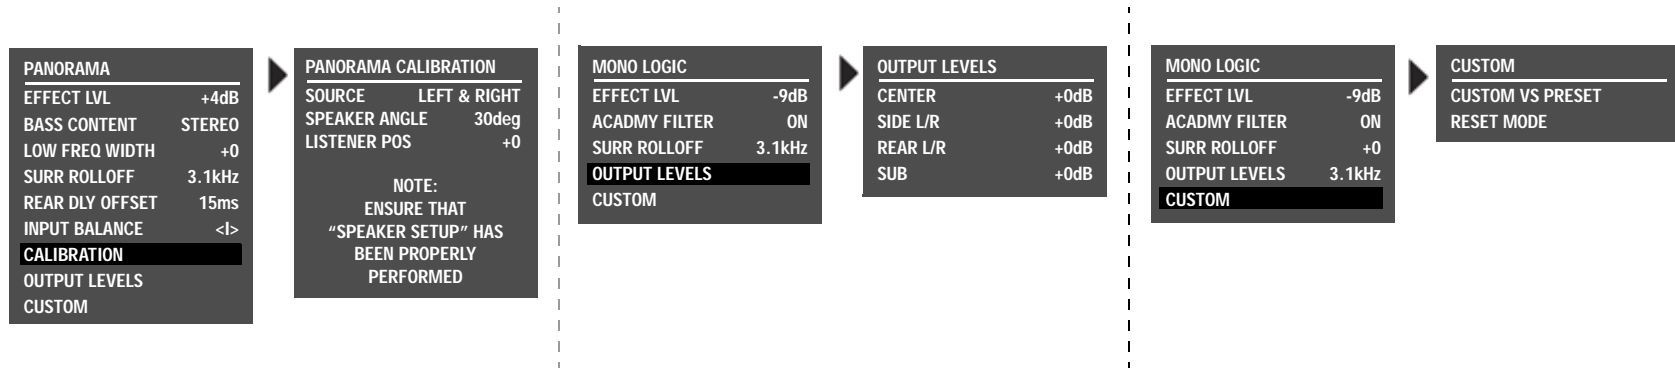 PANORAMA
EFFECT LVL +4dB
BASS CONTENT STEREO
LOW FREQ WIDTH +0
SURR ROLLOFF 3.1kHz
REAR DLY OFFSET 15ms
INPUT BALANCE <I>
CALIBRATION
OUTPUT LEVELS
CUSTOM
PANORAMA CALIBRATION
SOURCE LEFT & RIGHT
SPEAKER ANGLE 30deg
LISTENER POS +0
NOTE:
ENSURE THAT
“SPEAKER SETUP” HAS
BEEN PROPERLY
PERFORMED
MONO LOGIC
EFFECT LVL -9dB
ACADMY FILTER ON
SURR ROLLOFF 3.1kHz
OUTPUT LEVELS
CUSTOM
OUTPUT LEVELS
CENTER +0dB
SIDE L/R +0dB
REAR L/R +0dB
SUB +0dB
MONO LOGIC
EFFECT LVL -9dB
ACADMY FILTER ON
SURR ROLLOFF +0
OUTPUT LEVELS 3.1kHz
CUSTOM
CUSTOM
CUSTOM VS PRESET
RESET MODE